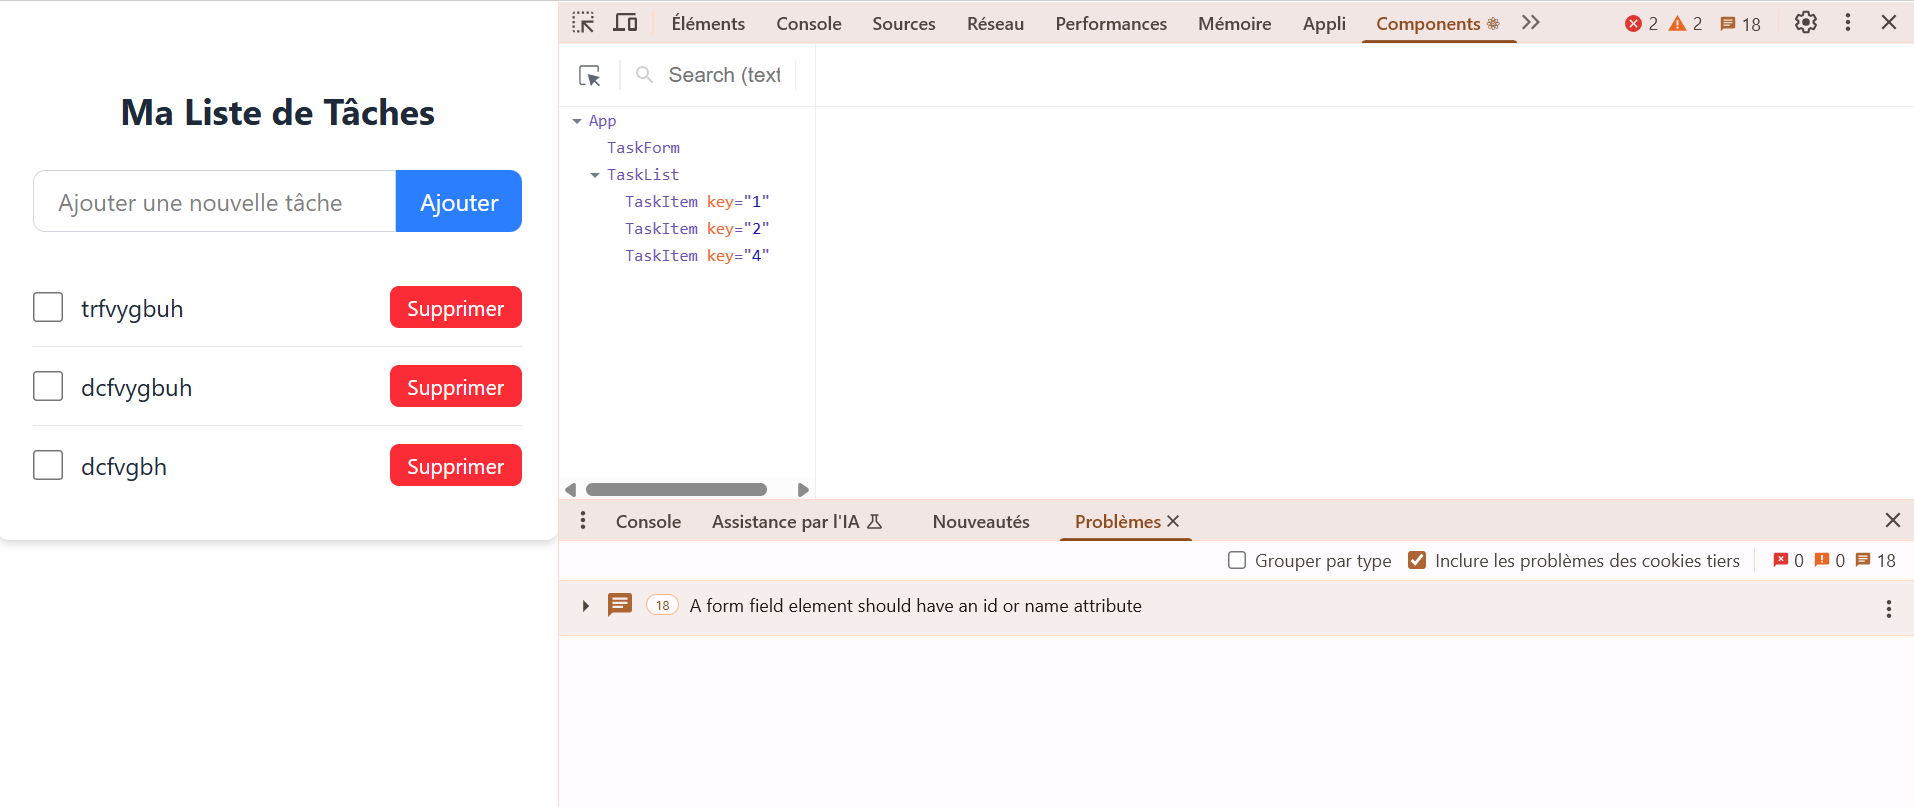 Ma Liste de Tâches
Ajouter une nouvelle tâche
Ajouter
trfvygbuh
Supprimer
dcfvygbuh
Supprimer
dcfvgbh
Supprimer
Éléments Console Sources Réseau Performances Mémoire Appli Components 2 2 18
Search (text
App
TaskForm
TaskList
TaskItem key="1"
TaskItem key="2"
TaskItem key="4"
Console Assistance par l'IA Nouveautés Problèmes
Grouper par type Inclure les problèmes des cookies tiers 0 0 18
18 A form field element should have an id or name attribute